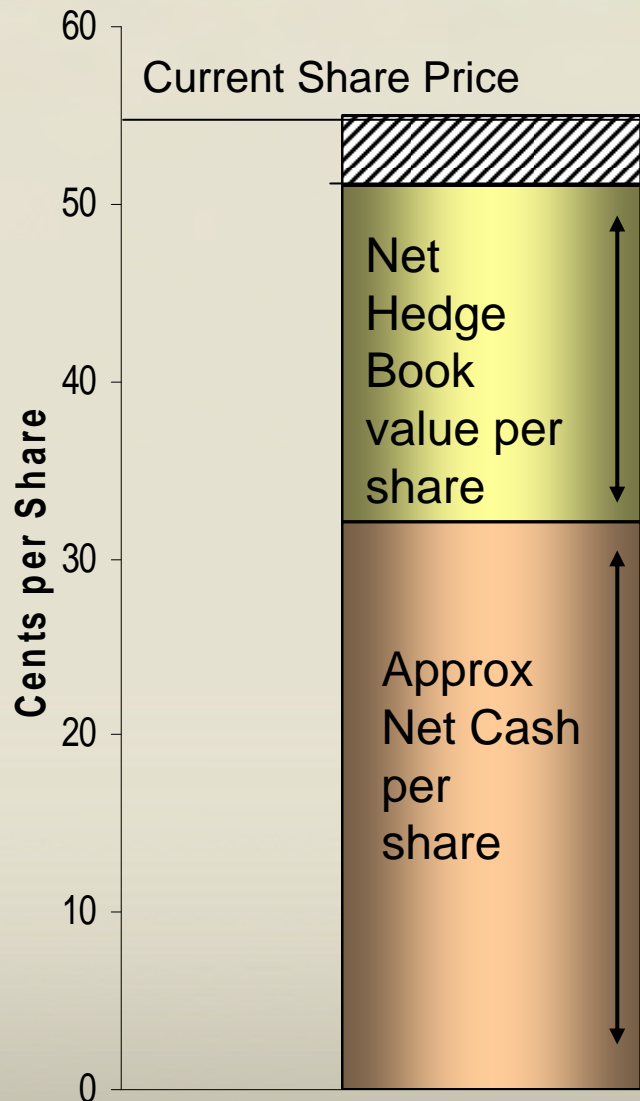 60
Current Share Price
50
Net
Hedge
Book
value per
share
40
Cents per Share
30
Approx
Net Cash
per
share
20
10
0